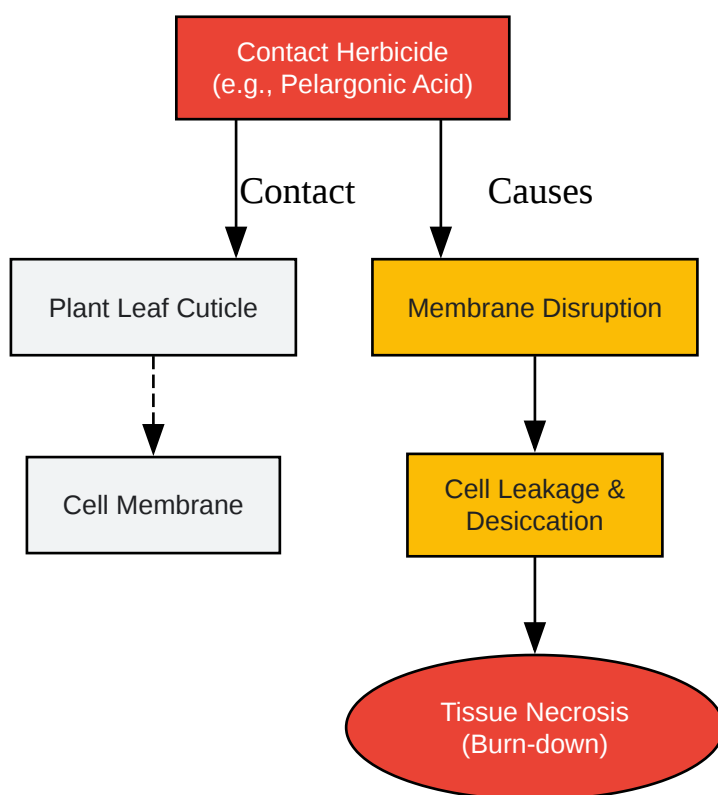 Contact Herbicide
(e.g., Pelargonic Acid)
Contact
Causes
Plant Leaf Cuticle
Membrane Disruption
Cell Membrane
Cell Leakage &
Desiccation
Tissue Necrosis
(Burn-down)